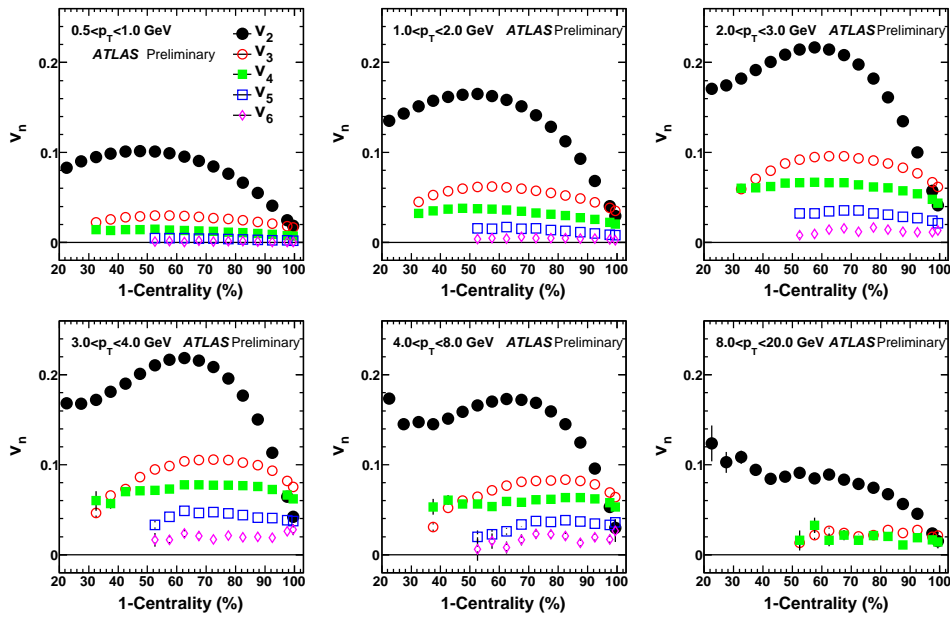 0.5<p_T<1.0 GeV
ATLAS Preliminary
v_2
v_3
v_4
v_5
v_6
v_n
0.2
0.1
0
20 30 40 50 60 70 80 90 100
1-Centrality (%)
1.0<p_T<2.0 GeV ATLAS Preliminary
v_n
0.2
0.1
0
20 30 40 50 60 70 80 90 100
1-Centrality (%)
2.0<p_T<3.0 GeV ATLAS Preliminary
v_n
0.2
0.1
0
20 30 40 50 60 70 80 90 100
1-Centrality (%)
3.0<p_T<4.0 GeV ATLAS Preliminary
v_n
0.2
0.1
0
20 30 40 50 60 70 80 90 100
1-Centrality (%)
4.0<p_T<8.0 GeV ATLAS Preliminary
v_n
0.2
0.1
0
20 30 40 50 60 70 80 90 100
1-Centrality (%)
8.0<p_T<20.0 GeV ATLAS Preliminary
v_n
0.2
0.1
0
20 30 40 50 60 70 80 90 100
1-Centrality (%)